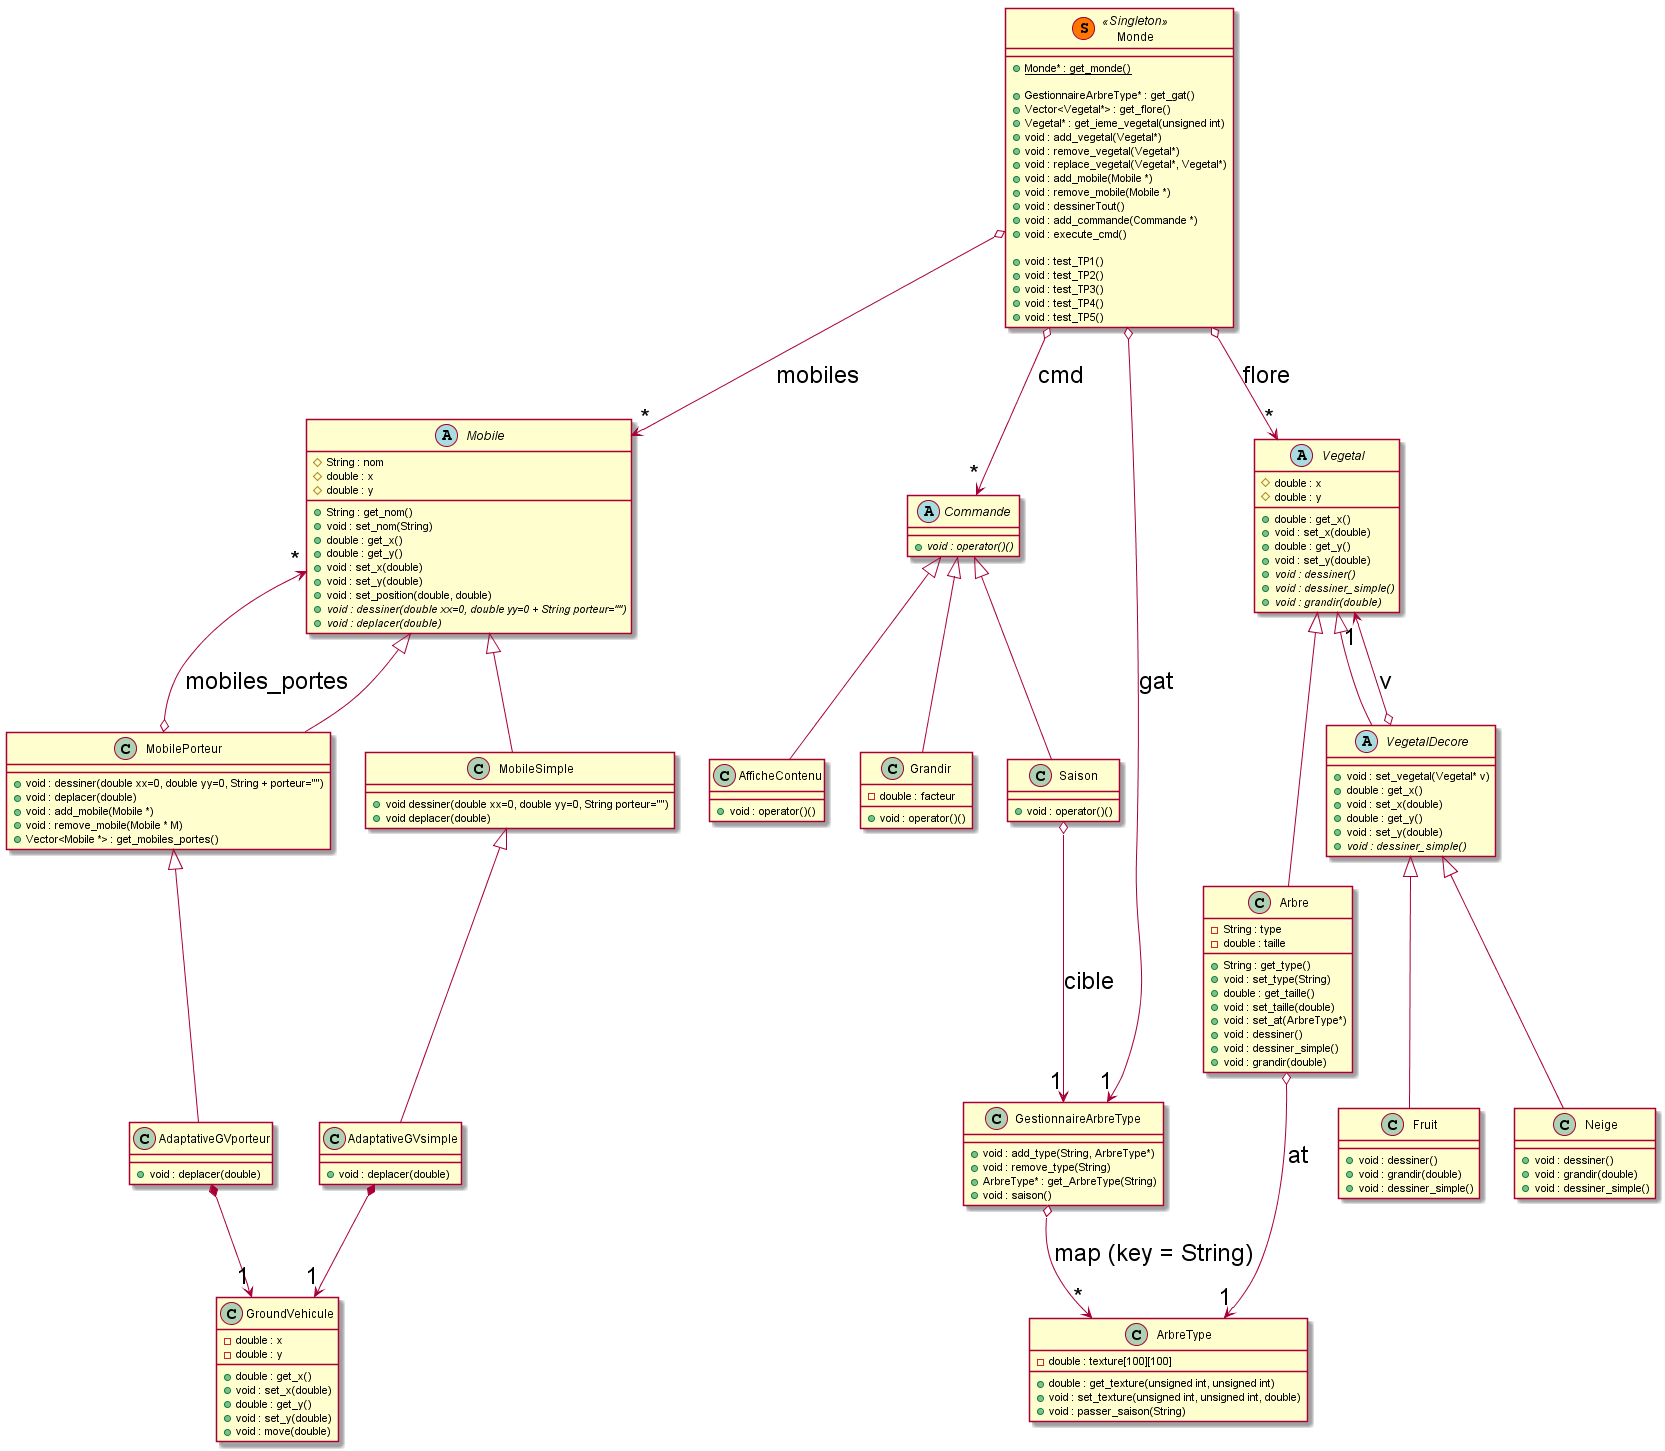 S
«Singleton»
Monde
Monde* : get_monde()
GestionnaireArbreType* : get_gat()
Vector<Vegetal*> : get_flore()
Vegetal* : get_ieme_vegetal(unsigned int)
void : add_vegetal(Vegetal*)
void : remove_vegetal(Vegetal*)
void : replace_vegetal(Vegetal*, Vegetal*)
void : add_mobile(Mobile *)
void : remove_mobile(Mobile *)
void : dessinerTout()
void : add_commande(Commande *)
void : execute_cmd()
void : test_TP1()
void : test_TP2()
void : test_TP3()
void : test_TP4()
void : test_TP5()
mobiles
*
cmd
*
flore
*
A Mobile
String : nom
double : x
double : y
String : get_nom()
void : set_nom(String)
double : get_x()
double : get_y()
void : set_x(double)
void : set_y(double)
void : set_position(double, double)
void : dessiner(double xx=0, double yy=0 + String porteur="")
void : deplacer(double)
A Commande
void : operator()()
A Vegetal
double : x
double : y
double : get_x()
void : set_x(double)
double : get_y()
void : set_y(double)
void : dessiner()
void : dessiner_simple()
void : grandir(double)
*
mobiles_portes
gat
1
v
C MobilePorteur
void : dessiner(double xx=0, double yy=0, String + porteur="")
void : deplacer(double)
void : add_mobile(Mobile *)
void : remove_mobile(Mobile * M)
Vector<Mobile *> : get_mobiles_portes()
C MobileSimple
void dessiner(double xx=0, double yy=0, String porteur="")
void deplacer(double)
C AfficheContenu
void : operator()()
C Grandir
double : facteur
void : operator()()
C Saison
void : operator()()
A VegetalDecore
void : set_vegetal(Vegetal* v)
double : get_x()
void : set_x(double)
double : get_y()
void : set_y(double)
void : dessiner_simple()
C Arbre
String : type
double : taille
String : get_type()
void : set_type(String)
double : get_taille()
void : set_taille(double)
void : set_at(ArbreType*)
void : dessiner()
void : dessiner_simple()
void : grandir(double)
cible
1
1
C AdaptativeGVporteur
void : deplacer(double)
C AdaptativeGVsimple
void : deplacer(double)
C GestionnaireArbreType
void : add_type(String, ArbreType*)
void : remove_type(String)
ArbreType* : get_ArbreType(String)
void : saison()
C Fruit
void : dessiner()
void : grandir(double)
void : dessiner_simple()
C Neige
void : dessiner()
void : grandir(double)
void : dessiner_simple()
at
map (key = String)
1
1
*
1
C GroundVehicule
double : x
double : y
double : get_x()
void : set_x(double)
double : get_y()
void : set_y(double)
void : move(double)
C ArbreType
double : texture[100][100]
double : get_texture(unsigned int, unsigned int)
void : set_texture(unsigned int, unsigned int, double)
void : passer_saison(String)